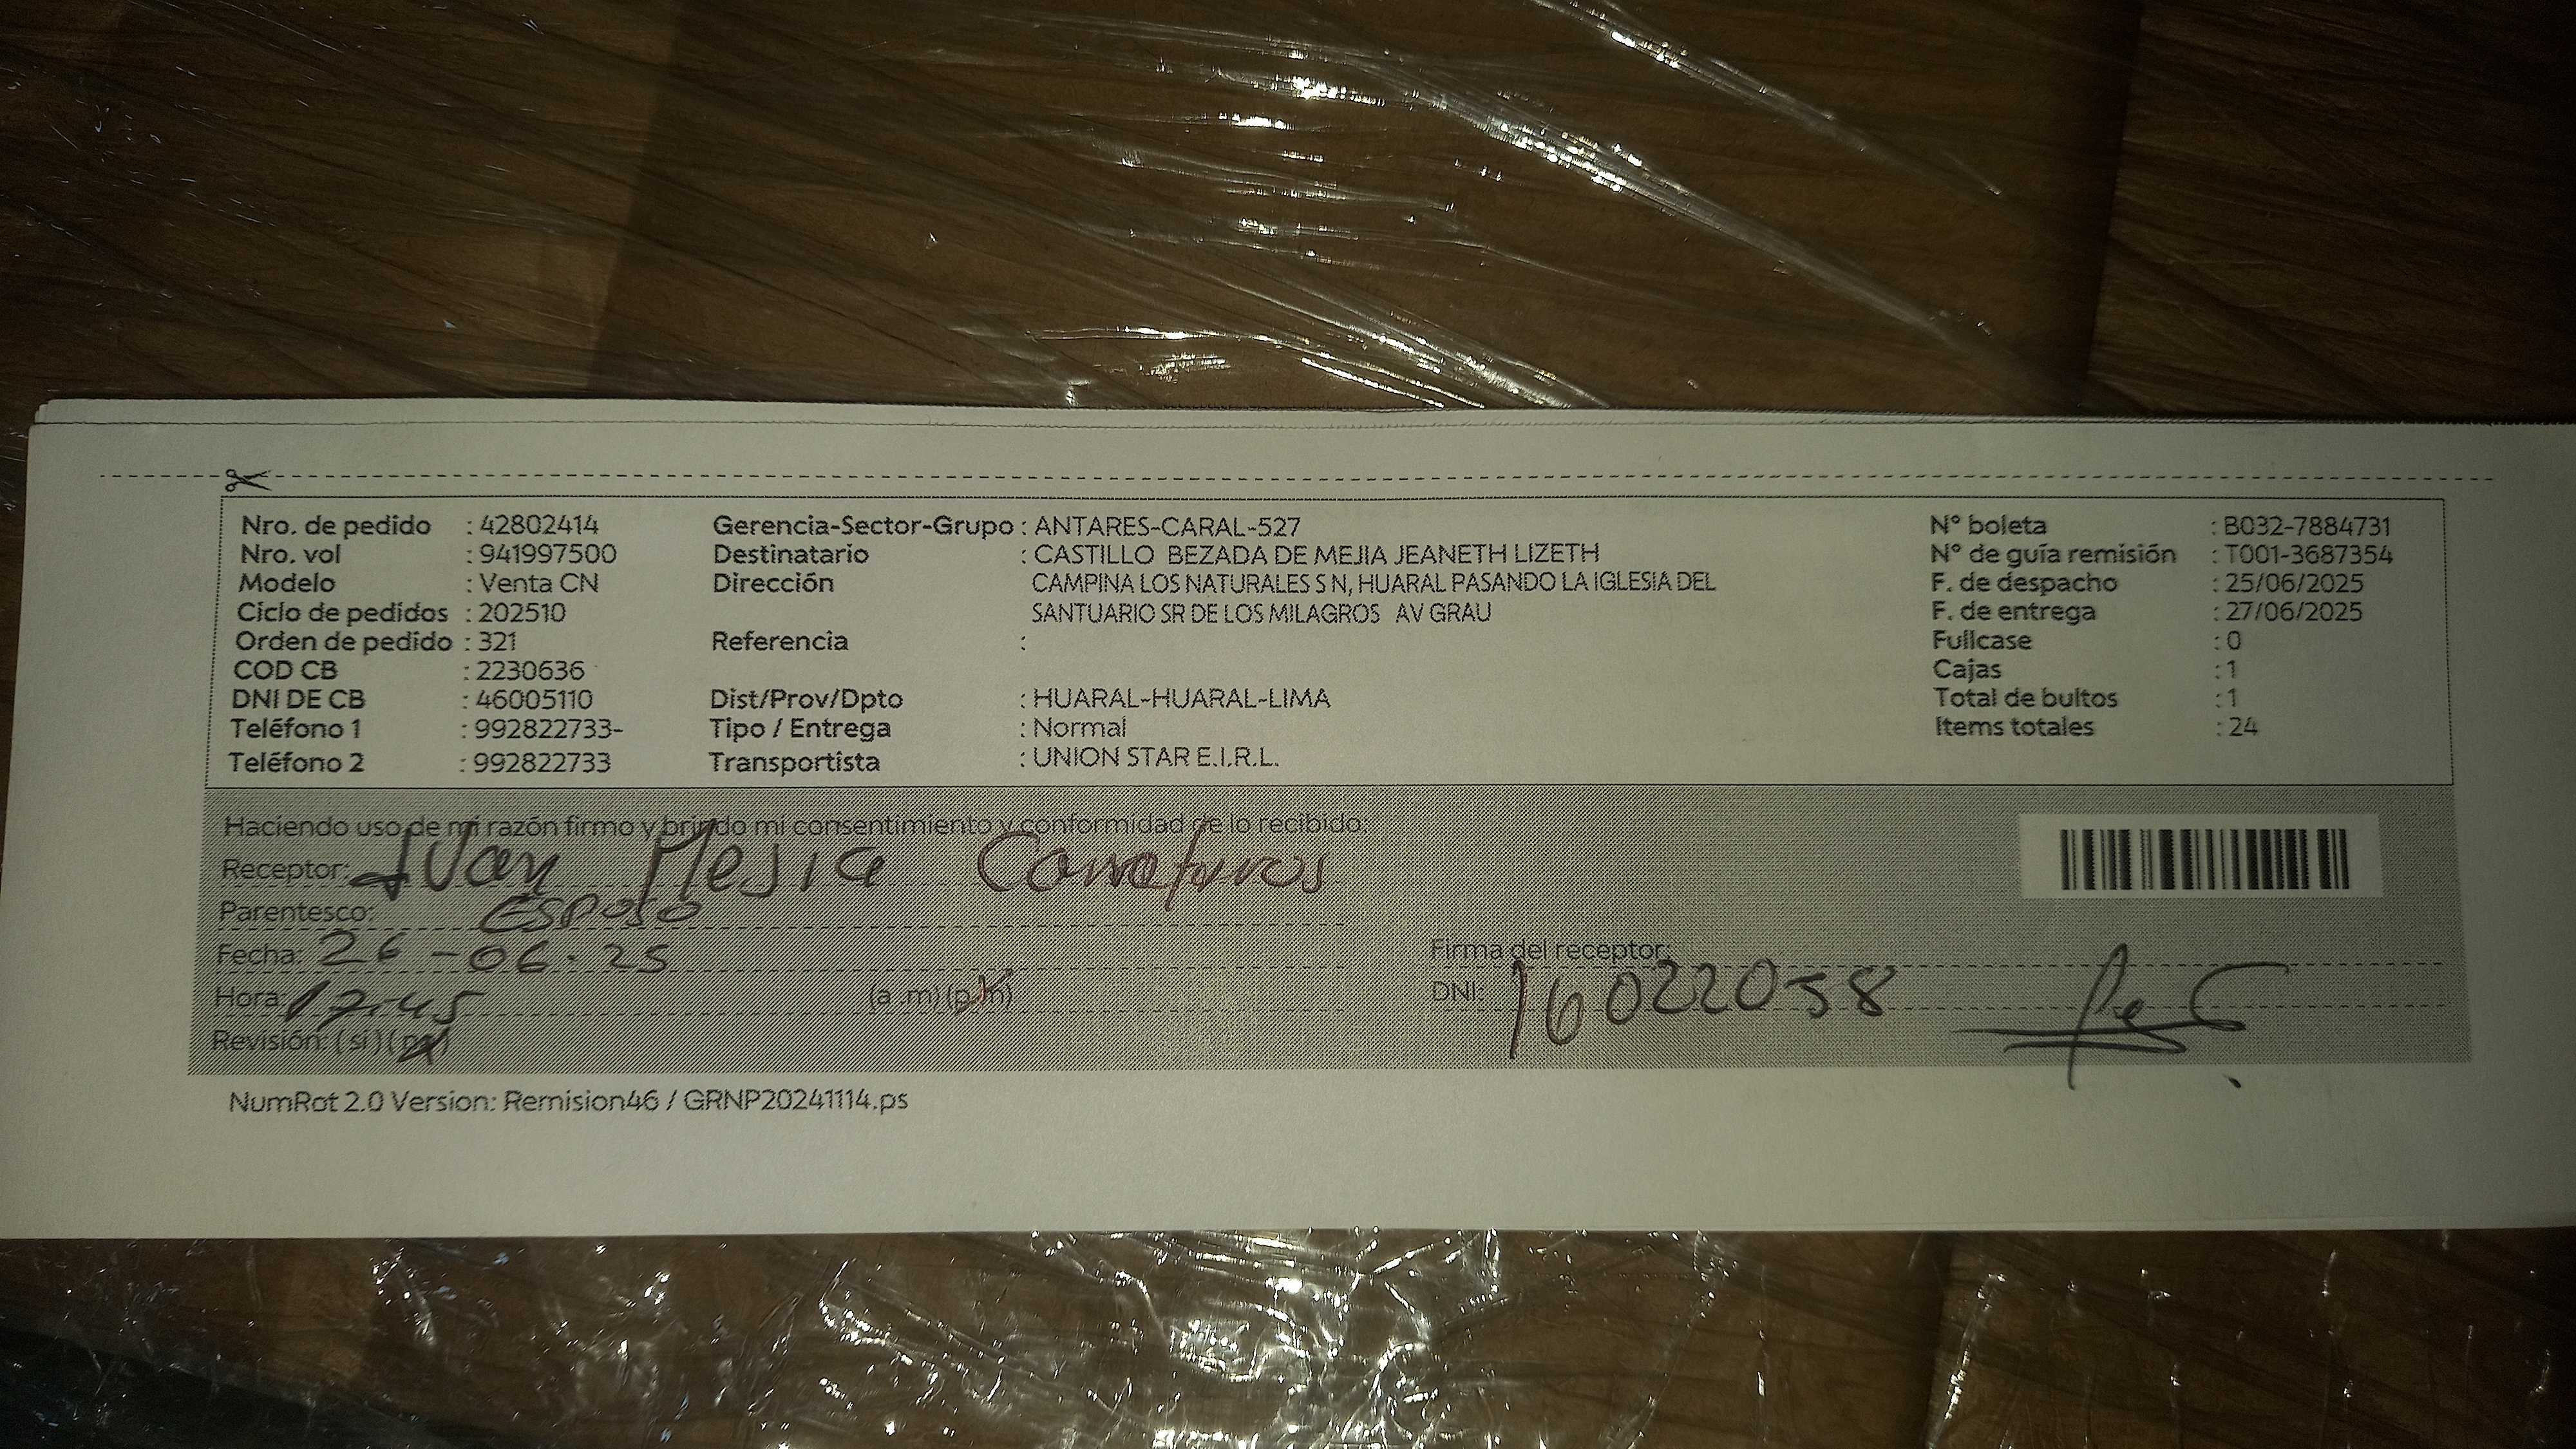 Nro. de pedido : 42802414 Gerencia-Sector-Grupo : ANTARES-CARAL-527 N° boleta : B032-7884731
Nro. vol : 941997500 Destinatario : CASTILLO BEZADA DE MEJIA JEANETH LIZETH N° de guía remisión : T001-3687354
Modelo : Venta CN Dirección CAMPINA LOS NATURALES S N, HUARAL PASANDO LA IGLESIA DEL F. de despacho : 25/06/2025
Ciclo de pedidos : 202510 SANTUARIO SR DE LOS MILAGROS AV GRAU F. de entrega : 27/06/2025
Orden de pedido : 321 Referencia : Fullcase : 0
COD CB : 2230636 Cajas : 1
DNI DE CB : 46005110 Dist/Prov/Dpto : HUARAL-HUARAL-LIMA Total de bultos : 1
Teléfono 1 : 992822733- Tipo / Entrega : Normal Items totales : 24
Teléfono 2 : 992822733 Transportista : UNION STAR E.I.R.L.
Haciendo uso de mi razón firmo y brindo mi consentimiento y conformidad de lo recibido:
Receptor: Ivan Mejia
Parentesco: ESPOSO
Fecha: 26-06-25 Firma del receptor:
Hora: 17:45 (a .m) (p.m) DNI: 16022058
Revisión: ( si ) ( no )
NumRot 2.0 Version: Remision46 / GRNP20241114.ps